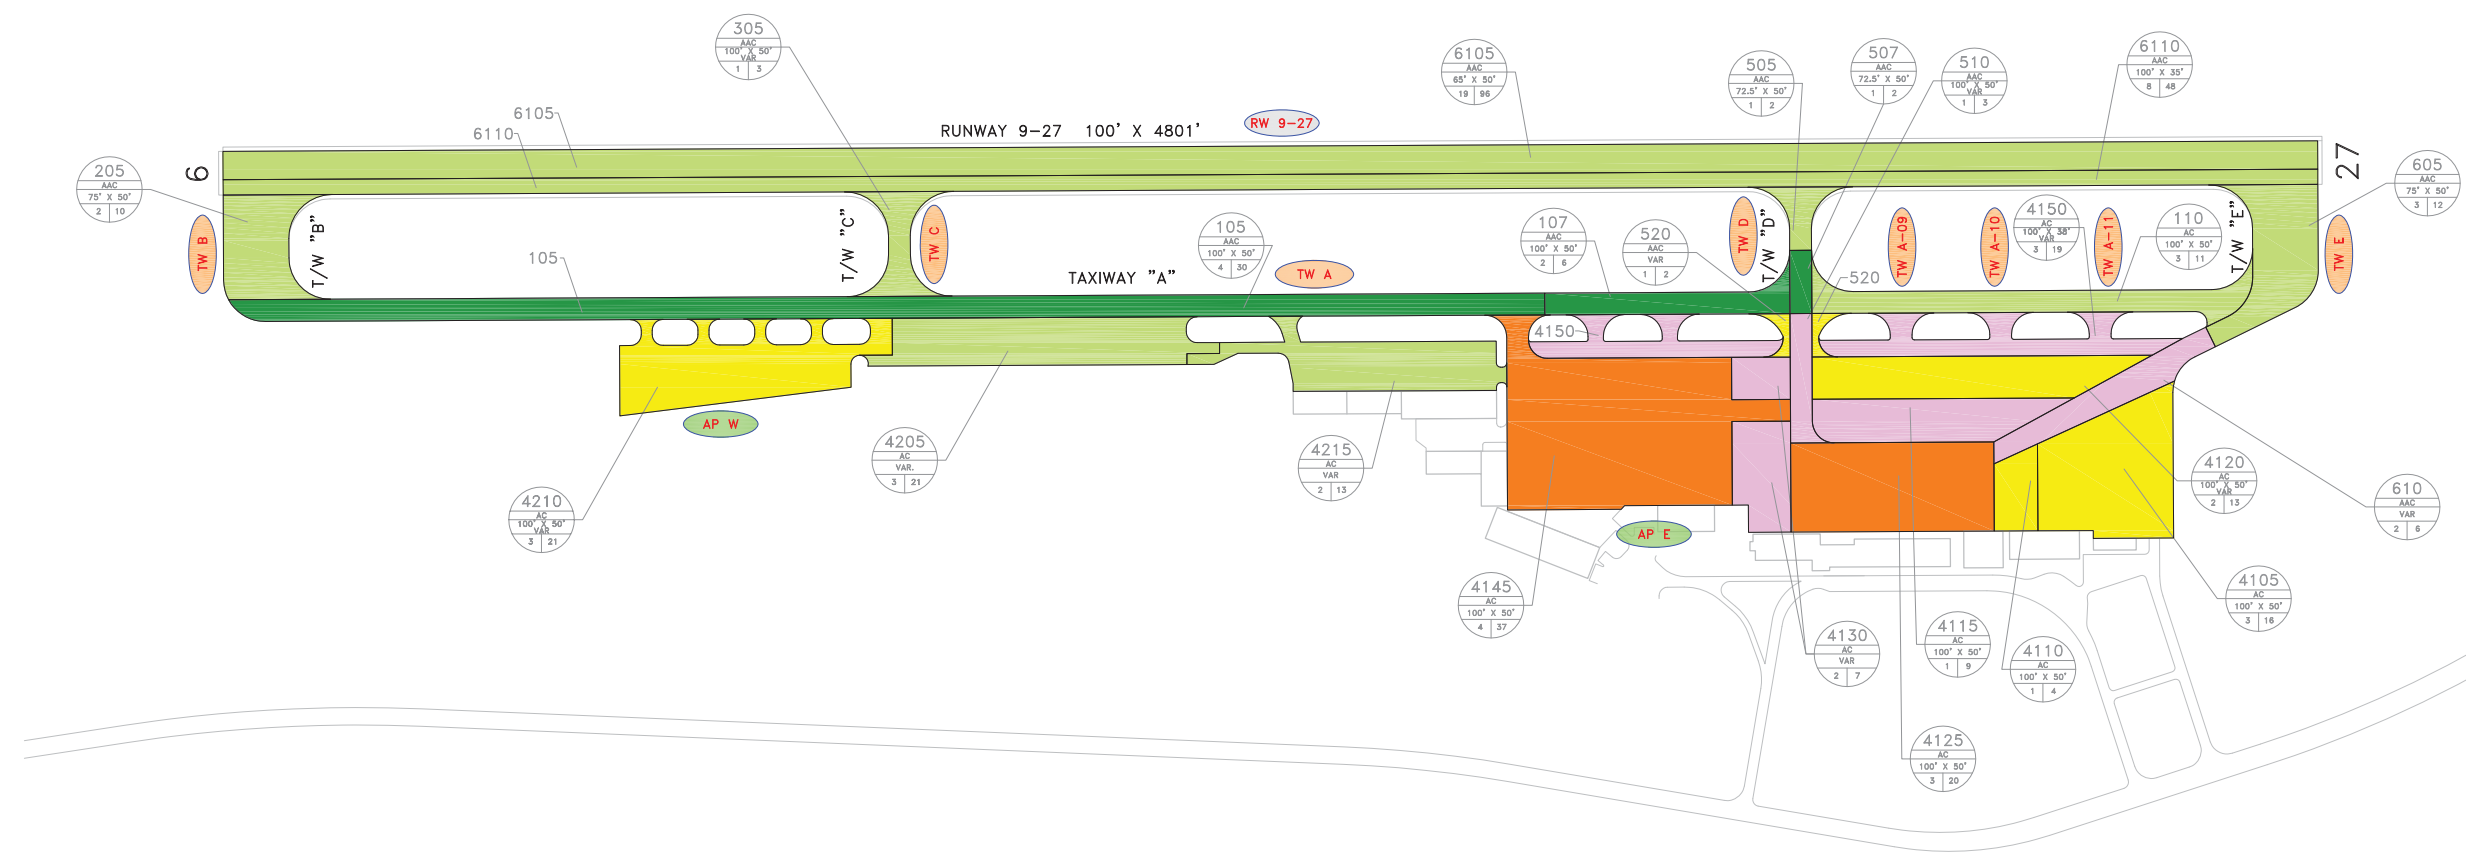 305
AAC
100' X 50'
VAR
1 3
6105
AAC
65' X 50'
19 96
505
AAC
72.5' X 50'
1 2
507
AAC
72.5' X 50'
1 2
510
AAC
100' X 50'
VAR
1 3
6110
AAC
100' X 35'
8 48
6105
6110
RUNWAY 9-27 100' X 4801'
RW 9-27
205
AAC
75' X 50'
2 10
9
27
605
AAC
75' X 50'
3 12
TW B
T/W "B"
T/W "C"
TW C
105
AAC
100' X 50'
4 30
107
AAC
100' X 50'
2 6
520
AAC
VAR
1 2
TW D
T/W "D"
TW A-09
TW A-10
4150
AC
100' X 38'
VAR
3 19
TW A-11
110
AC
100' X 50'
3 11
T/W "E"
TW E
105
TAXIWAY "A"
TW A
520
4150
AP W
4205
AC
VAR.
3 21
4215
AC
VAR
2 13
4210
AC
100' X 50'
VAR
3 21
4120
AC
100' X 50'
VAR
2 13
610
AAC
VAR
2 6
AP E
4145
AC
100' X 50'
4 37
4105
AC
100' X 50'
3 16
4130
AC
VAR
2 7
4115
AC
100' X 50'
1 9
4110
AC
100' X 50'
1 4
4125
AC
100' X 50'
3 20